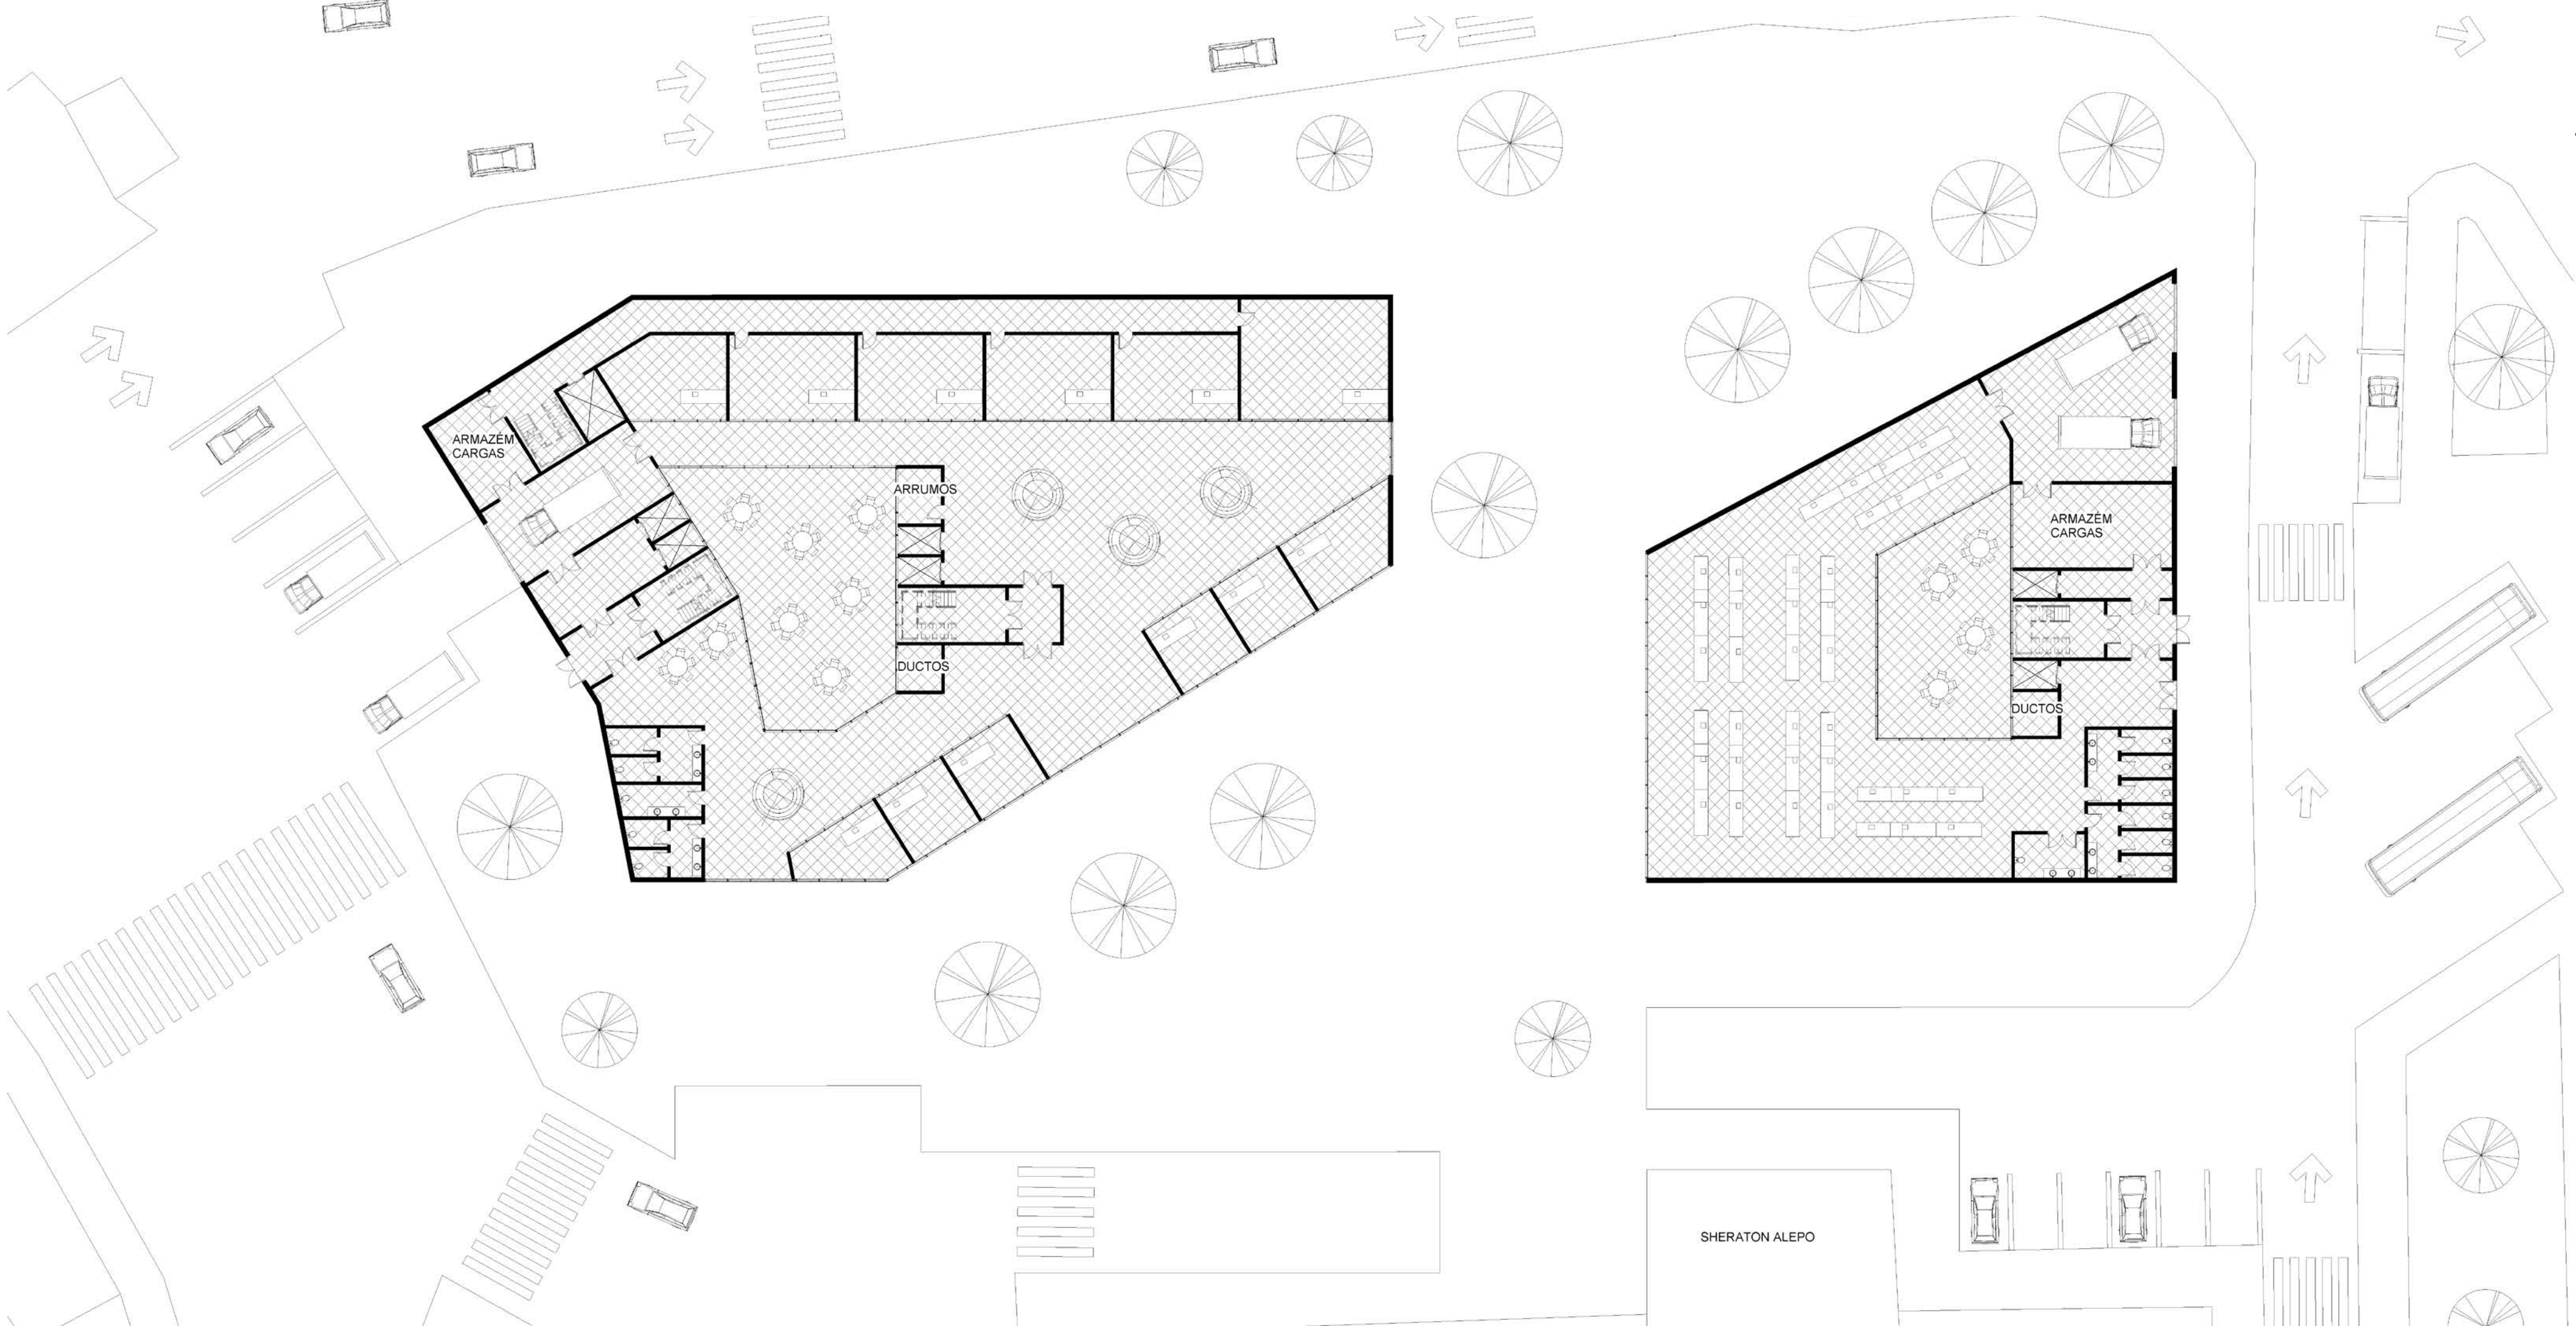 ARMAZÉM
CARGAS
ARRUMOS
DUCTOS
ARMAZÉM
CARGAS
DUCTOS
SHERATON ALEPO